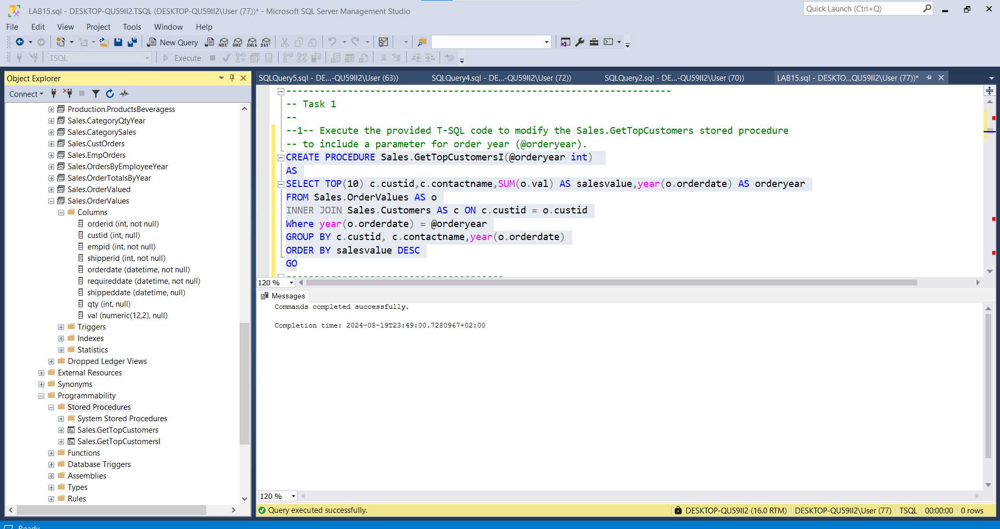 LAB15.sql - DESKTOP-QU59II2.TSQL (DESKTOP-QU59II2\User (77))* - Microsoft SQL Server Management Studio
Quick Launch (Ctrl+Q)
File Edit View Project Tools Window Help
New Query MDX DMX XMLA DAX
TSQL Execute
Object Explorer
Connect
Production.ProductsBeveragess
Sales.CategoryQtyYear
Sales.CategorySales
Sales.CustOrders
Sales.EmpOrders
Sales.OrdersByEmployeeYear
Sales.OrderTotalsByYear
Sales.OrderValued
Sales.OrderValues
Columns
orderid (int, not null)
custid (int, null)
empid (int, not null)
shipperid (int, not null)
orderdate (datetime, not null)
requireddate (datetime, not null)
shippeddate (datetime, null)
qty (int, null)
val (numeric(12,2), null)
Triggers
Indexes
Statistics
Dropped Ledger Views
External Resources
Synonyms
Programmability
Stored Procedures
System Stored Procedures
Sales.GetTopCustomers
Sales.GetTopCustomersI
Functions
Database Triggers
Assemblies
Types
Rules
SQLQuery5.sql - DE...-QU59II2\User (63)) SQLQuery4.sql - DE...-QU59II2\User (72)) SQLQuery2.sql - DE...-QU59II2\User (70)) LAB15.sql - DESKTO...QU59II2\User (77))*
---------------------------------------------------------------------
-- Task 1
--
--1-- Execute the provided T-SQL code to modify the Sales.GetTopCustomers stored procedure
-- to include a parameter for order year (@orderyear).
CREATE PROCEDURE Sales.GetTopCustomersI(@orderyear int)
AS
SELECT TOP(10) c.custid,c.contactname,SUM(o.val) AS salesvalue,year(o.orderdate) AS orderyear
FROM Sales.OrderValues AS o
INNER JOIN Sales.Customers AS c ON c.custid = o.custid
Where year(o.orderdate) = @orderyear
GROUP BY c.custid, c.contactname,year(o.orderdate)
ORDER BY salesvalue DESC
GO
---------------------------------------
120 %
Messages
Commands completed successfully.
Completion time: 2024-08-19T23:49:00.7280967+02:00
120 %
Query executed successfully. DESKTOP-QU59II2 (16.0 RTM) DESKTOP-QU59II2\User (77) TSQL 00:00:00 0 rows
Ready